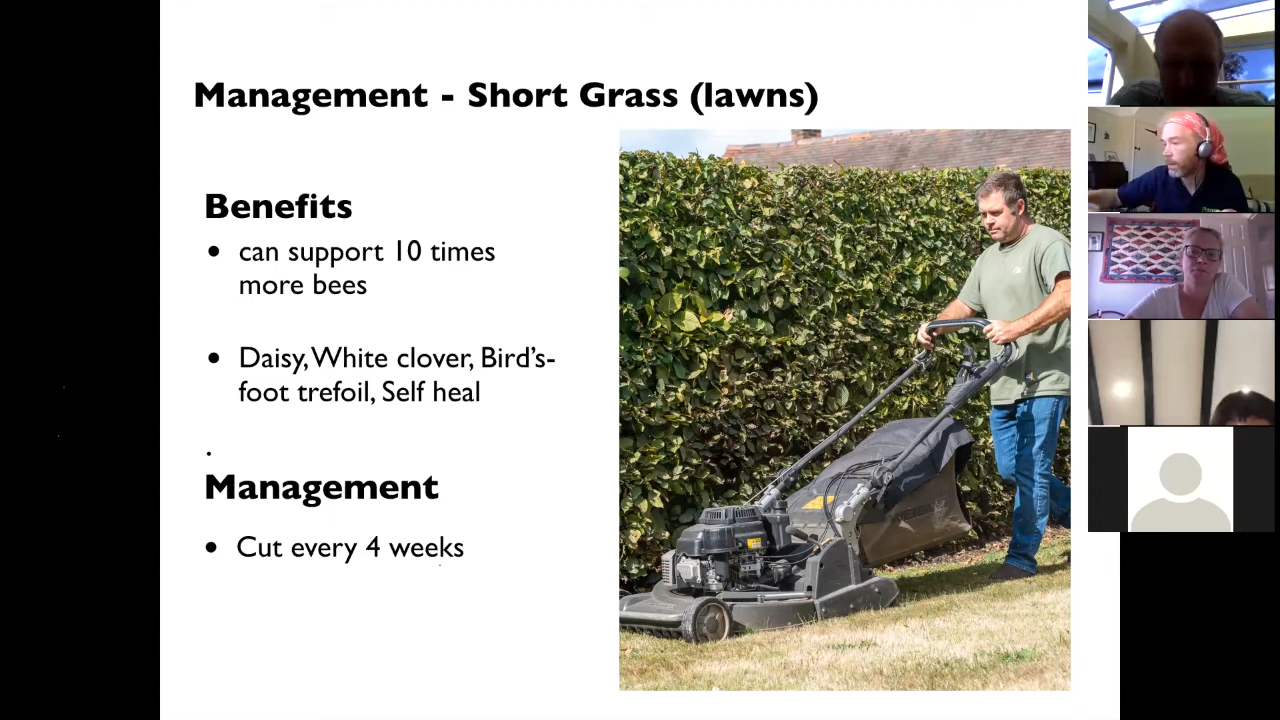 Management - Short Grass (lawns)
Benefits
• can support 10 times
more bees
• Daisy, White clover, Bird's-
foot trefoil, Self heal
.
Management
• Cut every 4 weeks